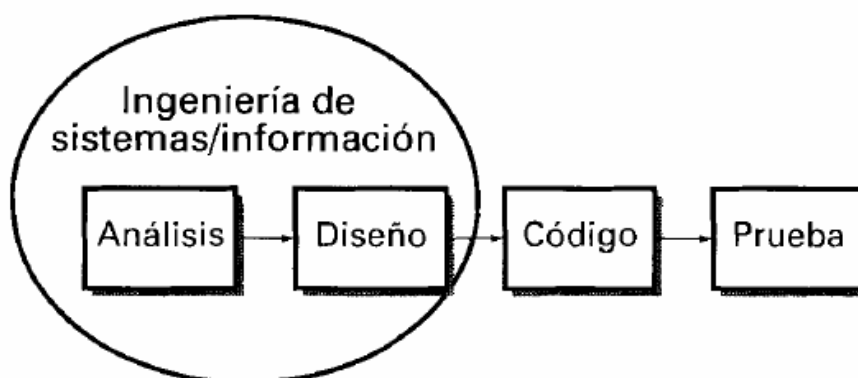 Ingeniería de
sistemas/información
Análisis
Diseño
Código
Prueba